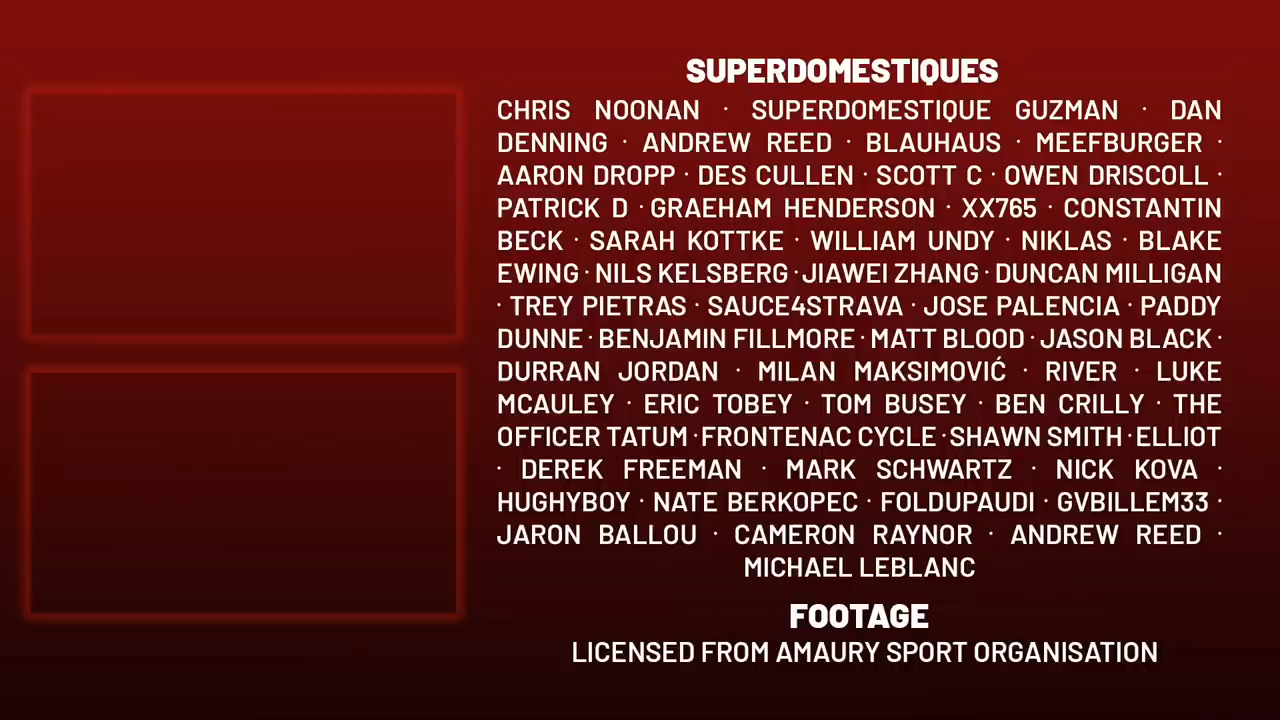 SUPERDOMESTIQUES
CHRIS NOONAN · SUPERDOMESTIQUE GUZMAN · DAN
DENNING · ANDREW REED · BLAUHAUS · MEEFBURGER ·
AARON DROPP · DES CULLEN · SCOTT C · OWEN DRISCOLL ·
PATRICK D · GRAEHAM HENDERSON · XX765 · CONSTANTIN
BECK · SARAH KOTTKE · WILLIAM UNDY · NIKLAS · BLAKE
EWING · NILS KELSBERG · JIAWEI ZHANG · DUNCAN MILLIGAN
· TREY PIETRAS · SAUCE4STRAVA · JOSE PALENCIA · PADDY
DUNNE · BENJAMIN FILLMORE · MATT BLOOD · JASON BLACK ·
DURRAN JORDAN · MILAN MAKSIMOVIĆ · RIVER · LUKE
MCAULEY · ERIC TOBEY · TOM BUSEY · BEN CRILLY · THE
OFFICER TATUM · FRONTENAC CYCLE · SHAWN SMITH · ELLIOT
· DEREK FREEMAN · MARK SCHWARTZ · NICK KOVA ·
HUGHYBOY · NATE BERKOPEC · FOLDUPAUDI · GVBILLEM33 ·
JARON BALLOU · CAMERON RAYNOR · ANDREW REED ·
MICHAEL LEBLANC
FOOTAGE
LICENSED FROM AMAURY SPORT ORGANISATION